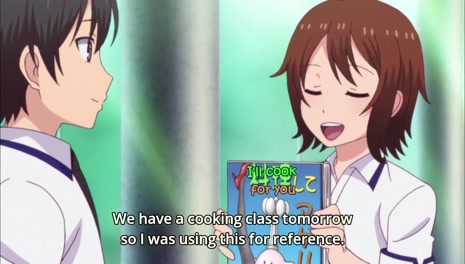 I'll cook
for you
We have a cooking class tomorrow
so I was using this for reference.